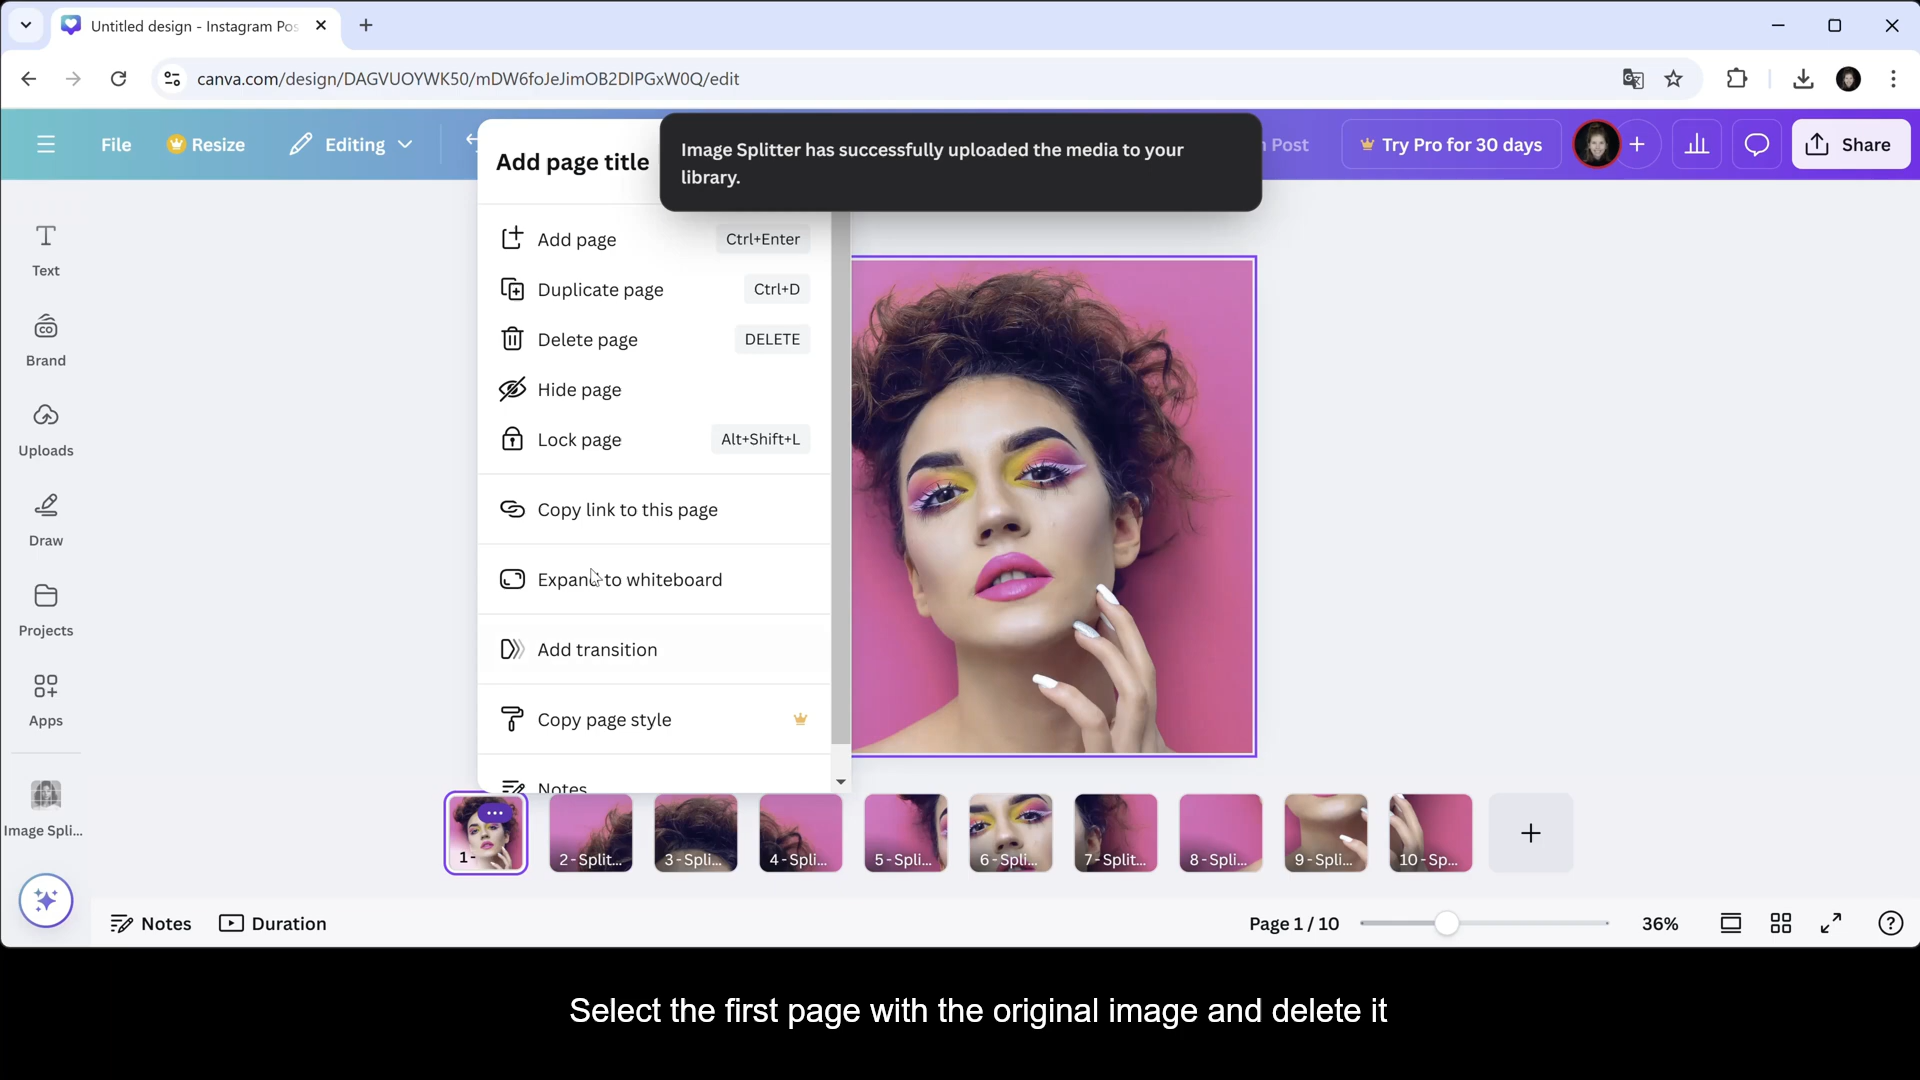 Untitled design - Instagram Pos
canva.com/design/DAGVUOYWK50/mDW6foJeJimOB2DIPGxW0Q/edit
File
Resize
Editing
Post
Try Pro for 30 days
Share
Add page title
Image Splitter has successfully uploaded the media to your
library.
Text
Brand
Uploads
Draw
Projects
Apps
Image Spli...
Add page Ctrl+Enter
Duplicate page Ctrl+D
Delete page DELETE
Hide page
Lock page Alt+Shift+L
Copy link to this page
Expand to whiteboard
Add transition
Copy page style
Notes
1-
2-Split...
3-Spli...
4-Spli...
5-Spli...
6-Spli...
7-Split...
8-Spli...
9-Spli...
10-Sp...
Notes
Duration
Page 1 / 10
36%
Select the first page with the original image and delete it